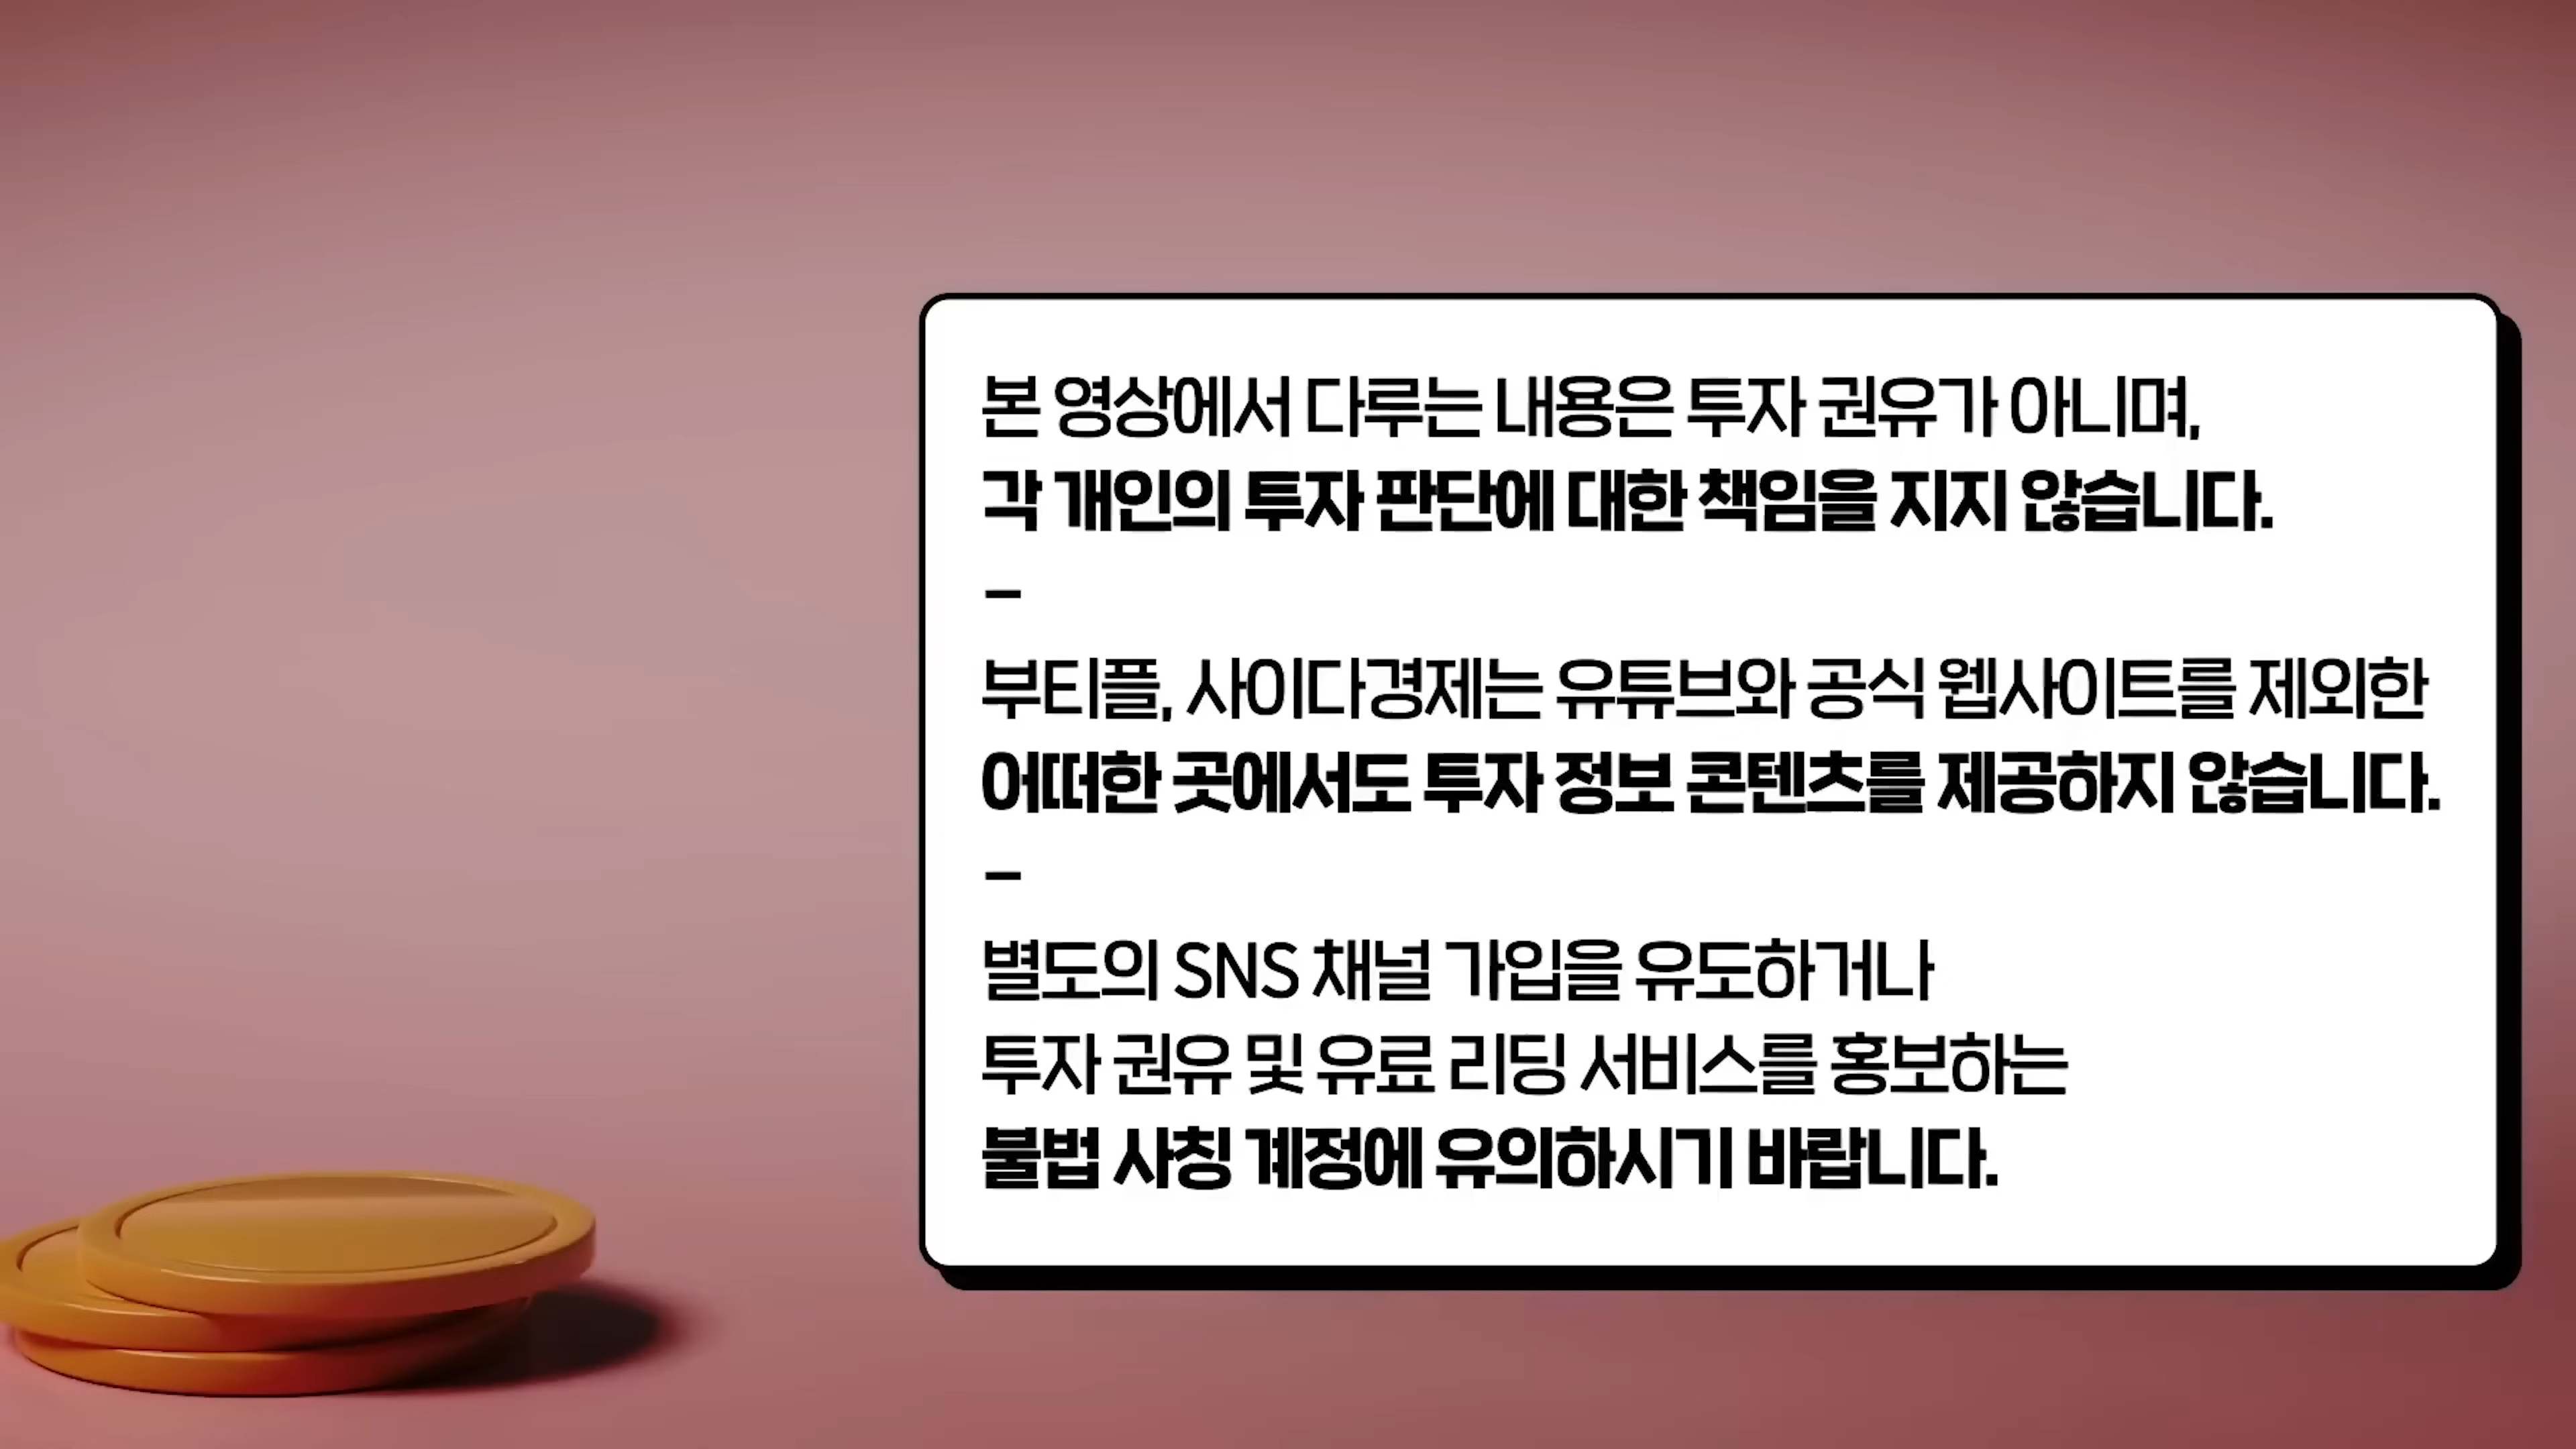 본 영상에서 다루는 내용은 투자 권유가 아니며,
각 개인의 투자 판단에 대한 책임을 지지 않습니다.
–
부티플, 사이다경제는 유튜브와 공식 웹사이트를 제외한
어떠한 곳에서도 투자 정보 콘텐츠를 제공하지 않습니다.
–
별도의 SNS 채널 가입을 유도하거나
투자 권유 및 유료 리딩 서비스를 홍보하는
불법 사칭 계정에 유의하시기 바랍니다.